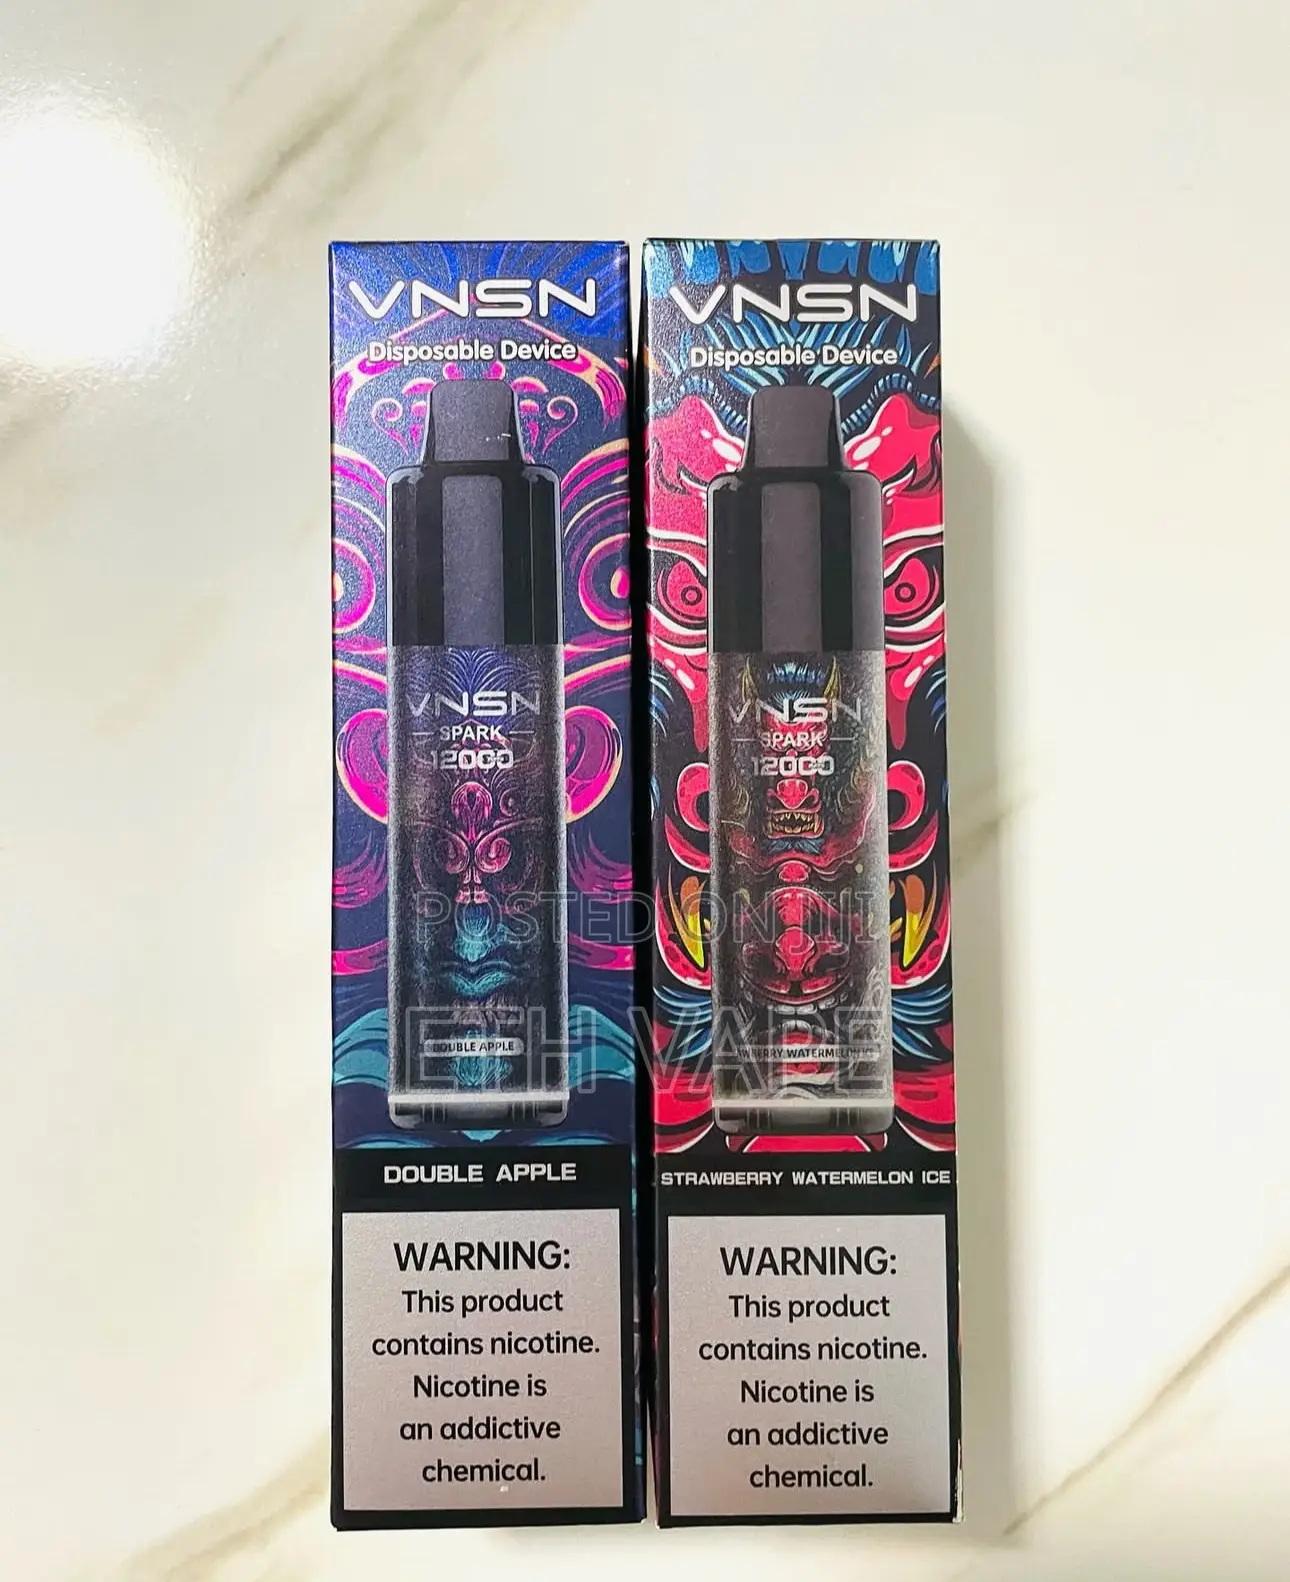 VNSN
Disposable Device
VNSN
SPARK
12000
DOUBLE APPLE
DOUBLE APPLE
WARNING:
This product
contains nicotine.
Nicotine is
an addictive
chemical.
VNSN
Disposable Device
VNSN
SPARK
12000
WATERMELON
STRAWBERRY WATERMELON ICE
WARNING:
This product
contains nicotine.
Nicotine is
an addictive
chemical.
POSTED ON JIJI
ETH VAPE